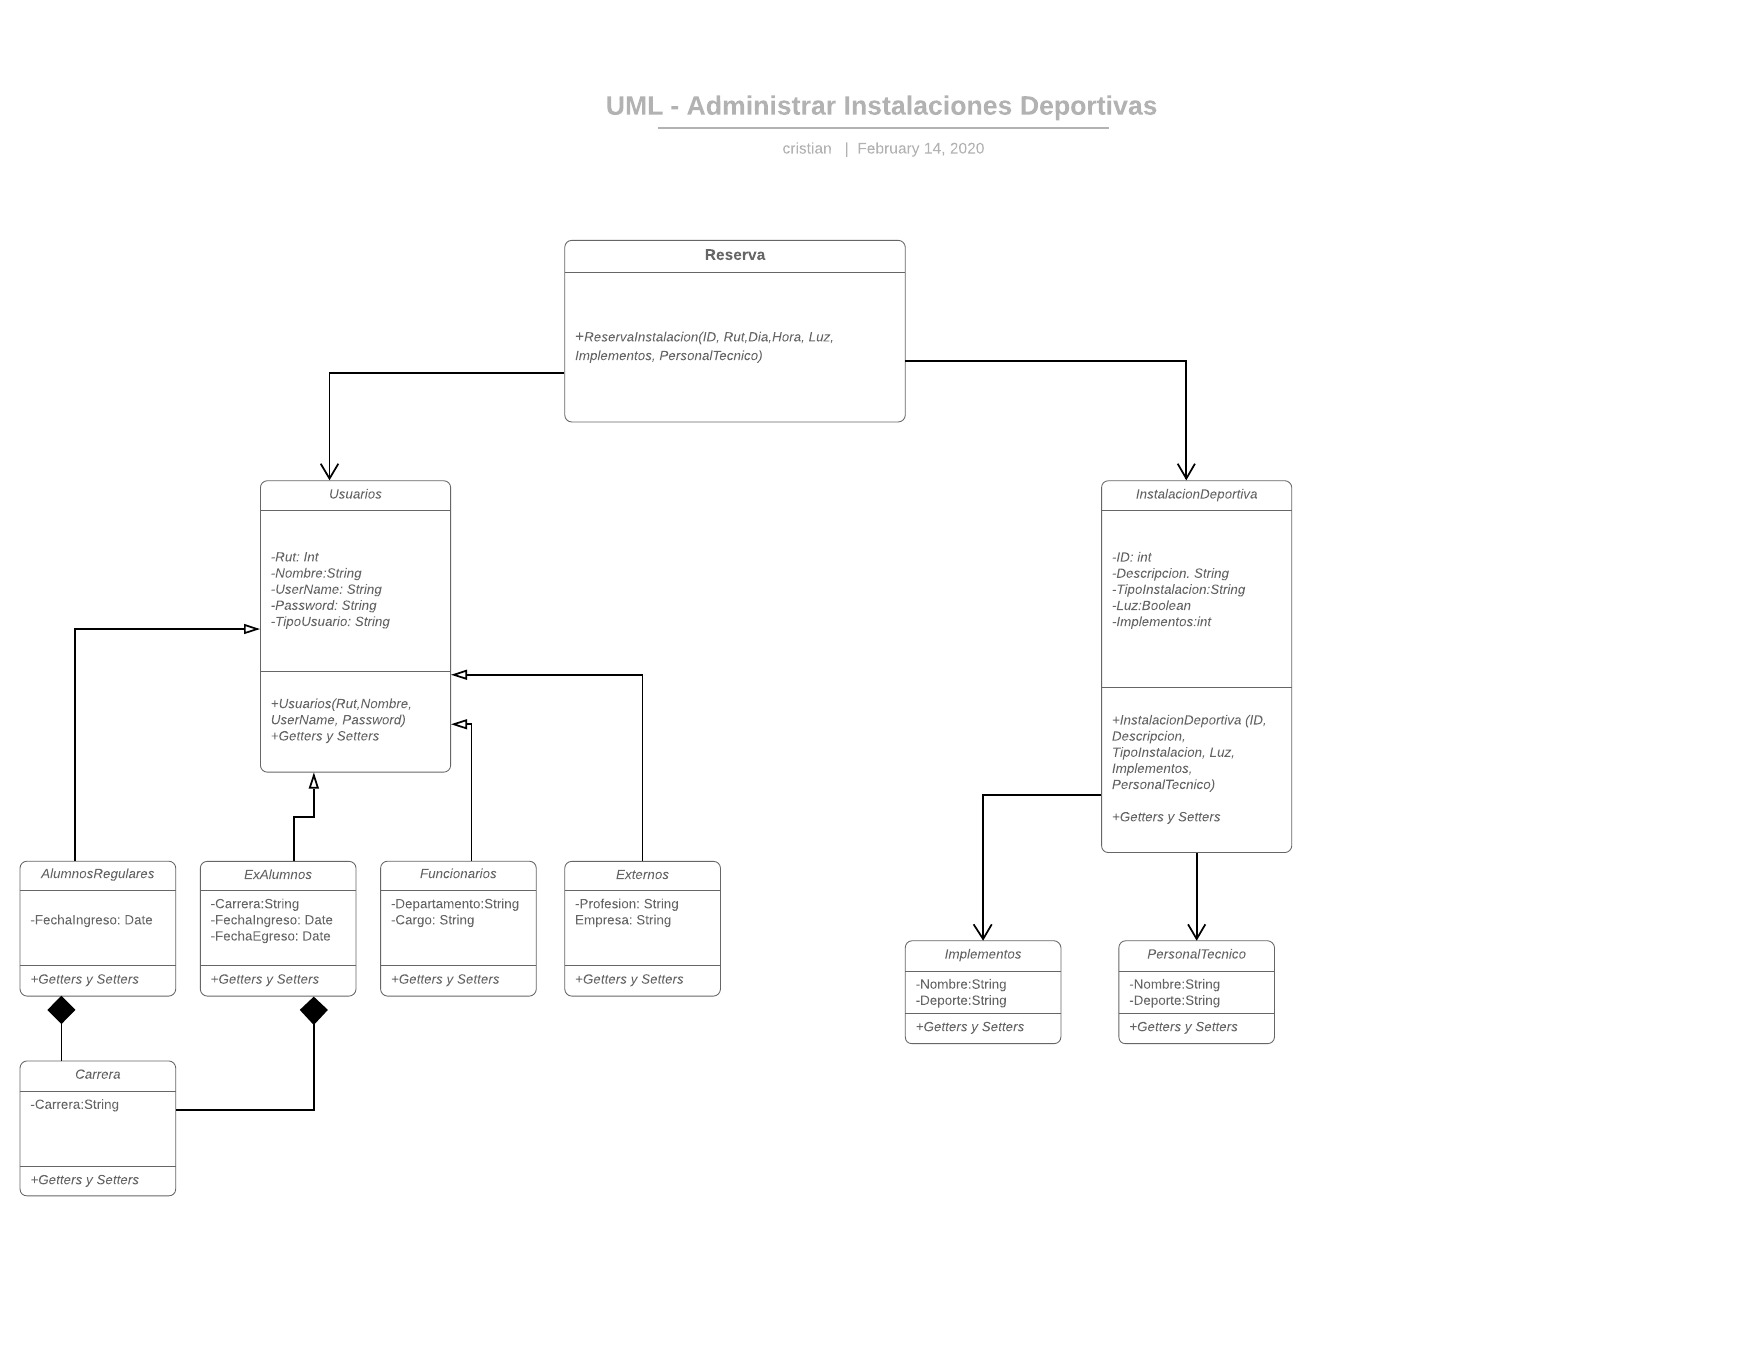 UML - Administrar Instalaciones Deportivas
cristian | February 14, 2020
Reserva
+ReservaInstalacion(ID, Rut,Dia,Hora, Luz,
Implementos, PersonalTecnico)
Usuarios
-Rut: Int
-Nombre:String
-UserName: String
-Password: String
-TipoUsuario: String
+Usuarios(Rut,Nombre,
UserName, Password)
+Getters y Setters
InstalacionDeportiva
-ID: int
-Descripcion. String
-TipoInstalacion:String
-Luz:Boolean
-Implementos:int
+InstalacionDeportiva (ID,
Descripcion,
TipoInstalacion, Luz,
Implementos,
PersonalTecnico)
+Getters y Setters
AlumnosRegulares
-FechaIngreso: Date
+Getters y Setters
ExAlumnos
-Carrera:String
-FechaIngreso: Date
-FechaEgreso: Date
+Getters y Setters
Funcionarios
-Departamento:String
-Cargo: String
+Getters y Setters
Externos
-Profesion: String
Empresa: String
+Getters y Setters
Implementos
-Nombre:String
-Deporte:String
+Getters y Setters
PersonalTecnico
-Nombre:String
-Deporte:String
+Getters y Setters
Carrera
-Carrera:String
+Getters y Setters